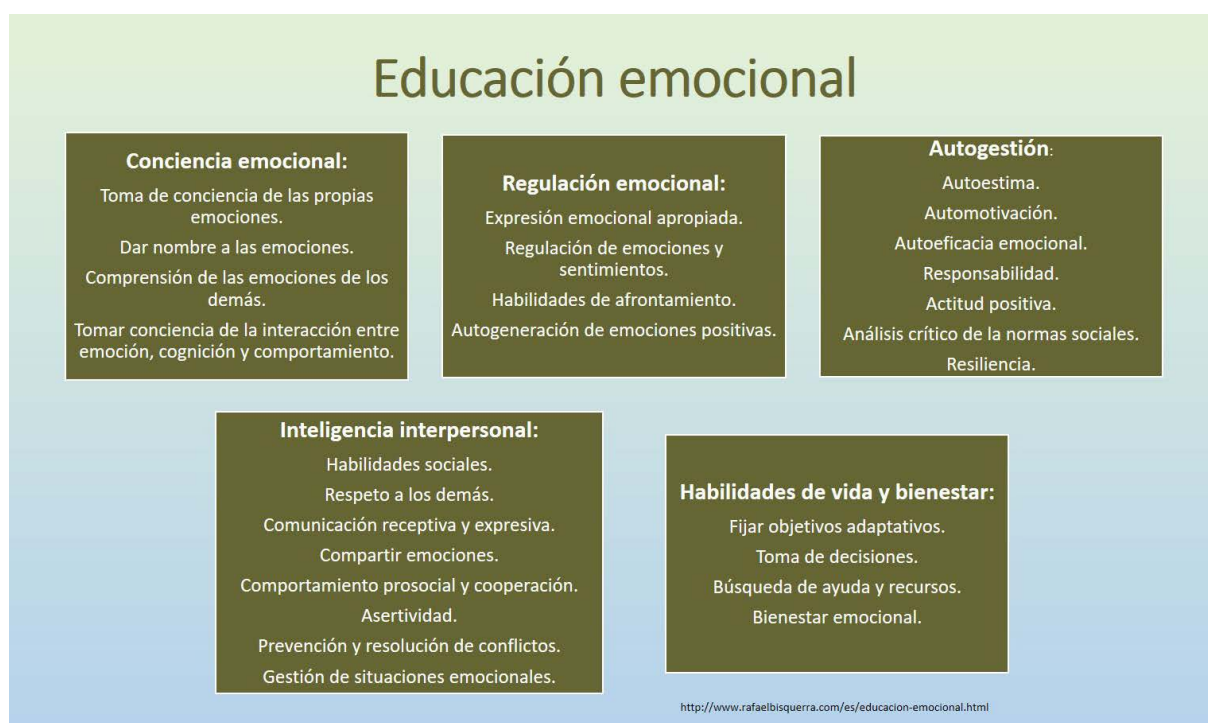 Educación emocional
Conciencia emocional:
Toma de conciencia de las propias
emociones.
Dar nombre a las emociones.
Comprensión de las emociones de los
demás.
Tomar conciencia de la interacción entre
emoción, cognición y comportamiento.
Regulación emocional:
Expresión emocional apropiada.
Regulación de emociones y
sentimientos.
Habilidades de afrontamiento.
Autogeneración de emociones positivas.
Autogestión:
Autoestima.
Automotivación.
Autoeficacia emocional.
Responsabilidad.
Actitud positiva.
Análisis crítico de la normas sociales.
Resiliencia.
Inteligencia interpersonal:
Habilidades sociales.
Respeto a los demás.
Comunicación receptiva y expresiva.
Compartir emociones.
Comportamiento prosocial y cooperación.
Asertividad.
Prevención y resolución de conflictos.
Gestión de situaciones emocionales.
Habilidades de vida y bienestar:
Fijar objetivos adaptativos.
Toma de decisiones.
Búsqueda de ayuda y recursos.
Bienestar emocional.
http://www.rafaelbisquerra.com/es/educacion-emocional.html